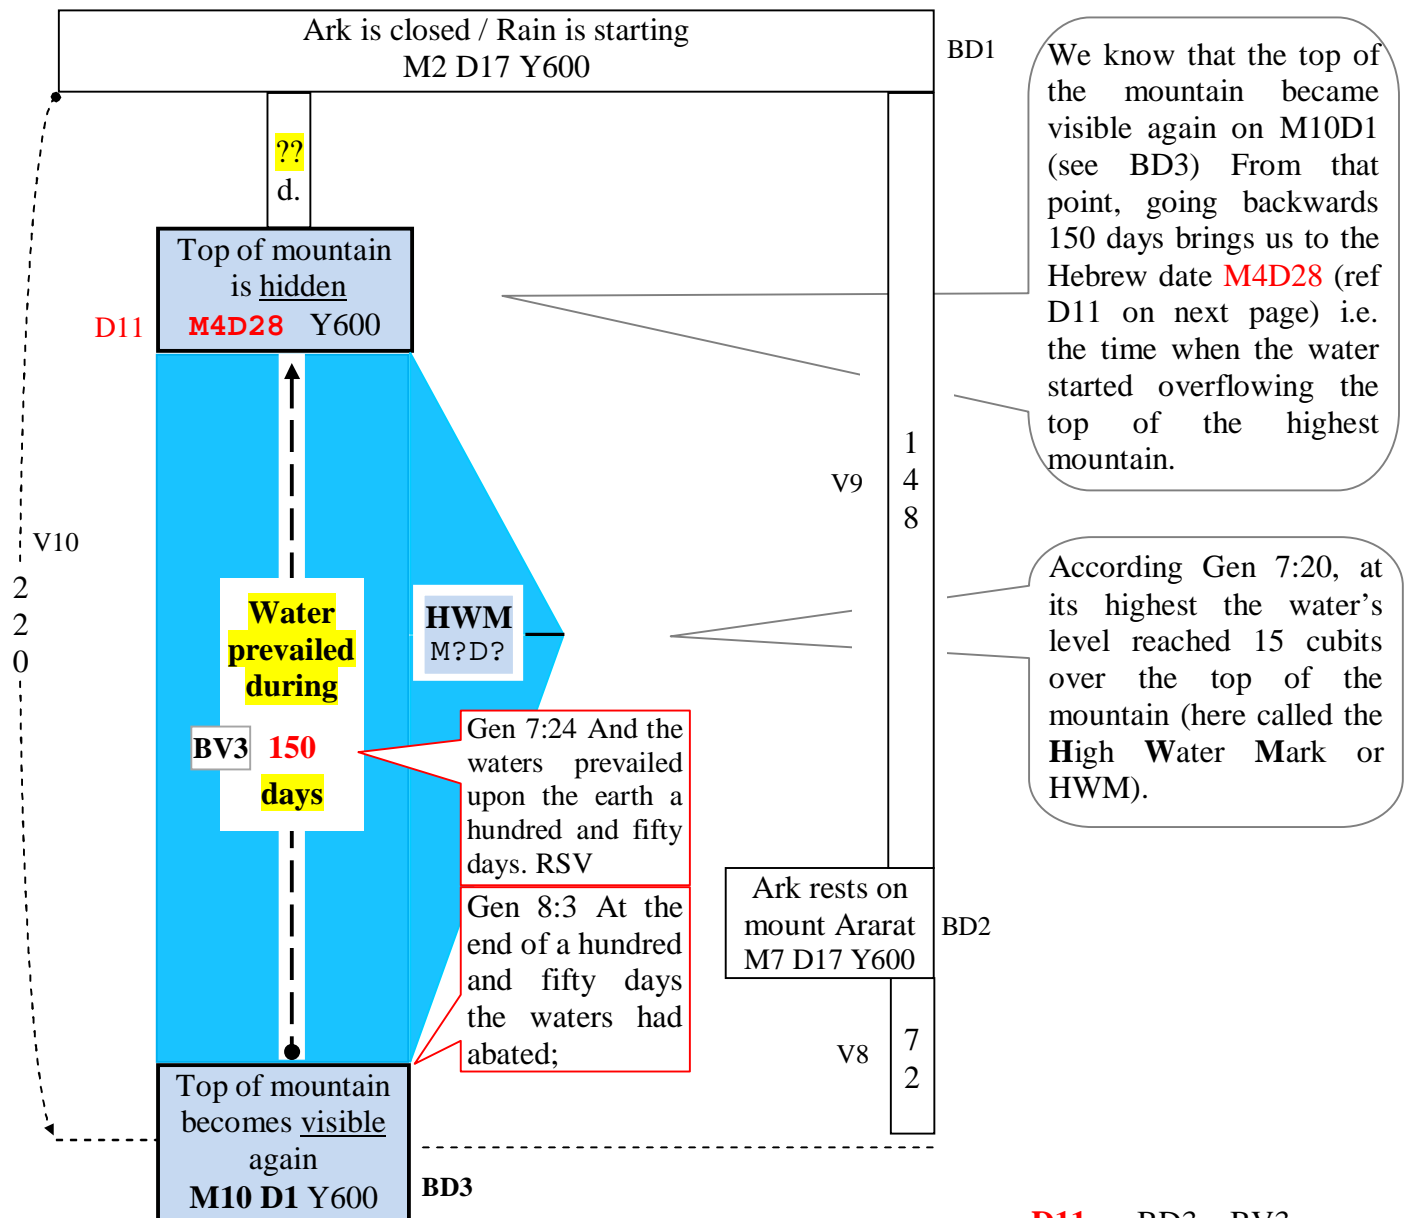 Ark is closed / Rain is starting
M2 D17 Y600
BD1
We know that the top of
the mountain became
visible again on M10D1
(see BD3) From that
point, going backwards
150 days brings us to the
Hebrew date M4D28 (ref
D11 on next page) i.e.
the time when the water
started overflowing the
top of the highest
mountain.
??
d.
Top of mountain
is hidden
M4D28 Y600
D11
1
4
8
V9
V10
2
2
0
Water
prevailed
during
BV3 150
days
HWM
M?D?
According Gen 7:20, at
its highest the water's
level reached 15 cubits
over the top of the
mountain (here called the
High Water Mark or
HWM).
Gen 7:24 And the
waters prevailed
upon the earth a
hundred and fifty
days. RSV
Gen 8:3 At the
end of a hundred
and fifty days
the waters had
abated;
Ark rests on
mount Ararat
M7 D17 Y600
BD2
V8
7
2
Top of mountain
becomes visible
again
M10 D1 Y600
BD3
D11 BD3 BV3